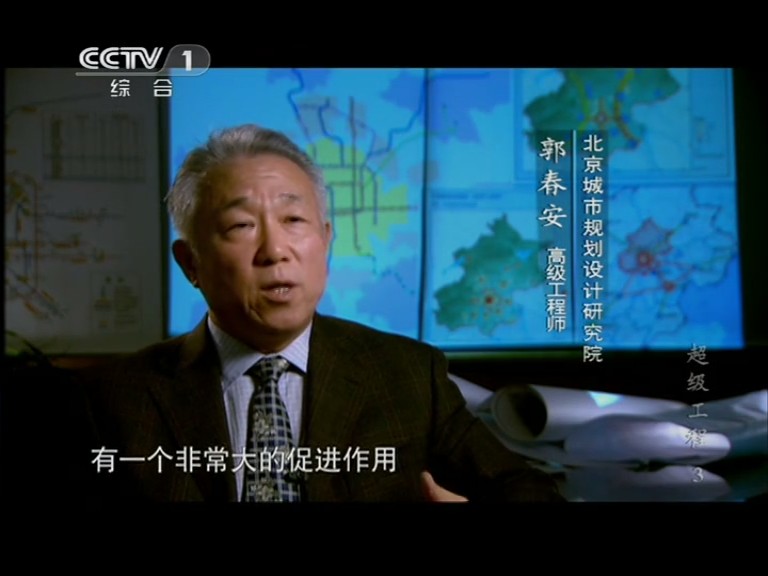 CCTV 1
综合
北京城市规划设计研究院
郭春安 高级工程师
超级工程 3
有一个非常大的促进作用